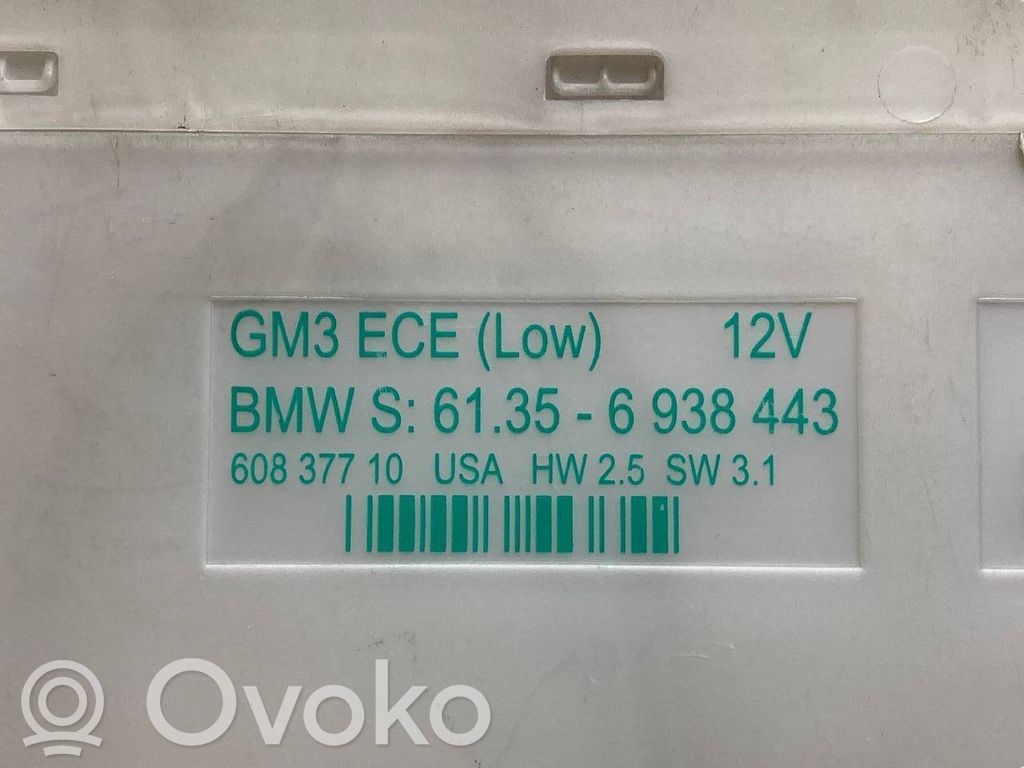 GM3 ECE (Low) 12V
BMW S: 61.35 - 6 938 443
608 377 10 USA HW 2.5 SW 3.1
Ovoko